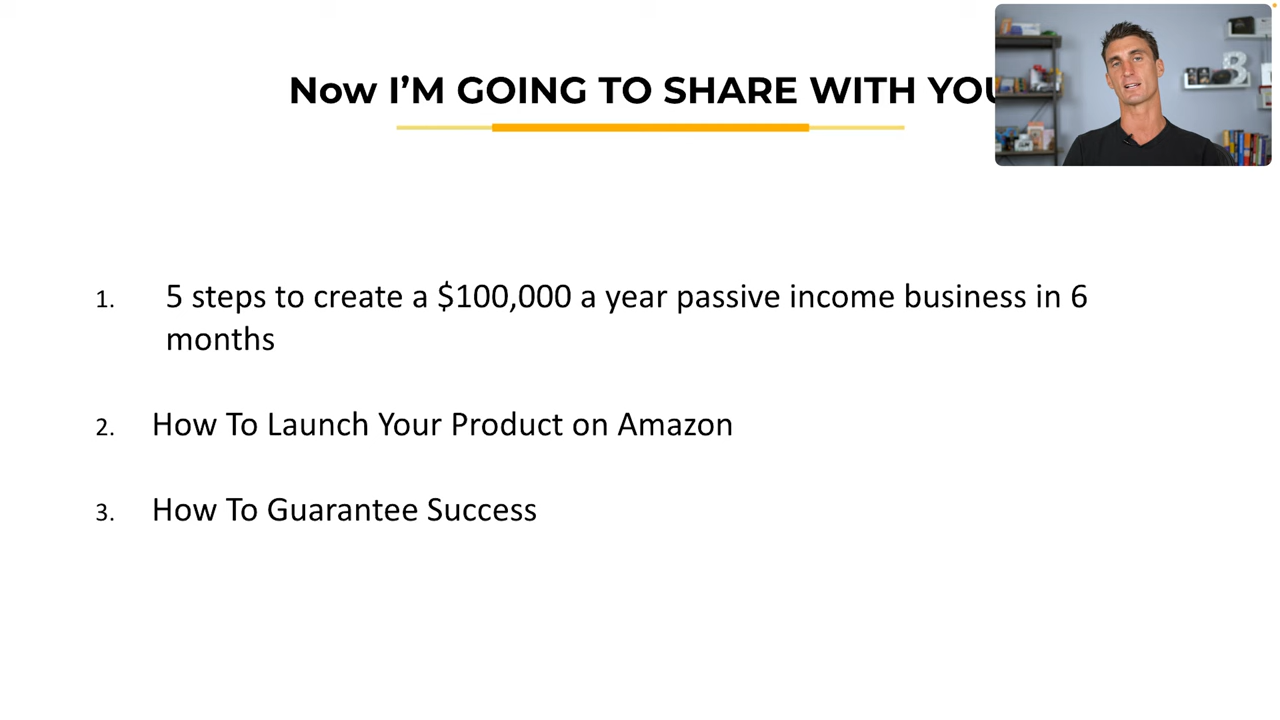 Now I’M GOING TO SHARE WITH YOU
1. 5 steps to create a $100,000 a year passive income business in 6
months
2. How To Launch Your Product on Amazon
3. How To Guarantee Success